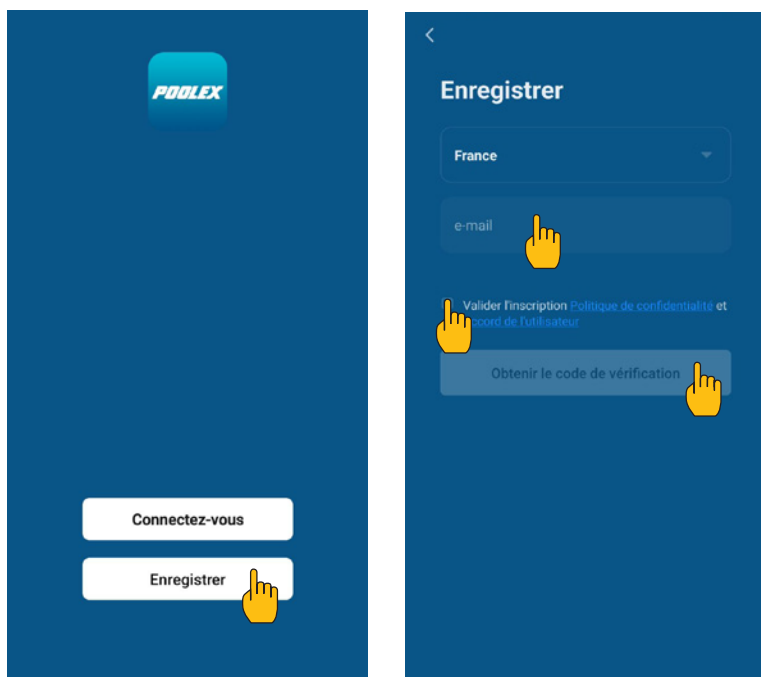 POOLEX
Connectez-vous
Enregistrer
Enregistrer
France
e-mail
Valider l'inscription Politique de confidentialité et
de l'utilisateur
Obtenir le code de vérification